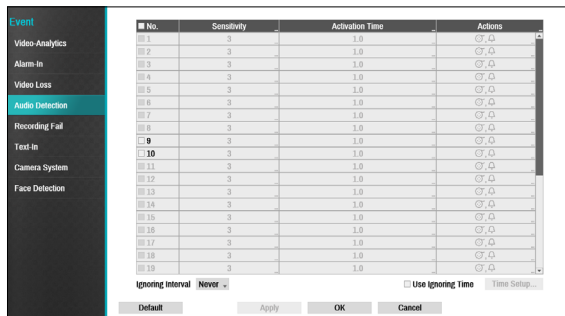 Event
Video-Analytics
Alarm-In
Video Loss
Audio Detection
Recording Fail
Text-In
Camera System
Face Detection
No. Sensitivity Activation Time Actions
1 3 1.0
2 3 1.0
3 3 1.0
4 3 1.0
5 3 1.0
6 3 1.0
7 3 1.0
8 3 1.0
9 3 1.0
10 3 1.0
11 3 1.0
12 3 1.0
13 3 1.0
14 3 1.0
15 3 1.0
16 3 1.0
17 3 1.0
18 3 1.0
19 3 1.0
Ignoring Interval Never Use Ignoring Time Time Setup...
Default Apply OK Cancel